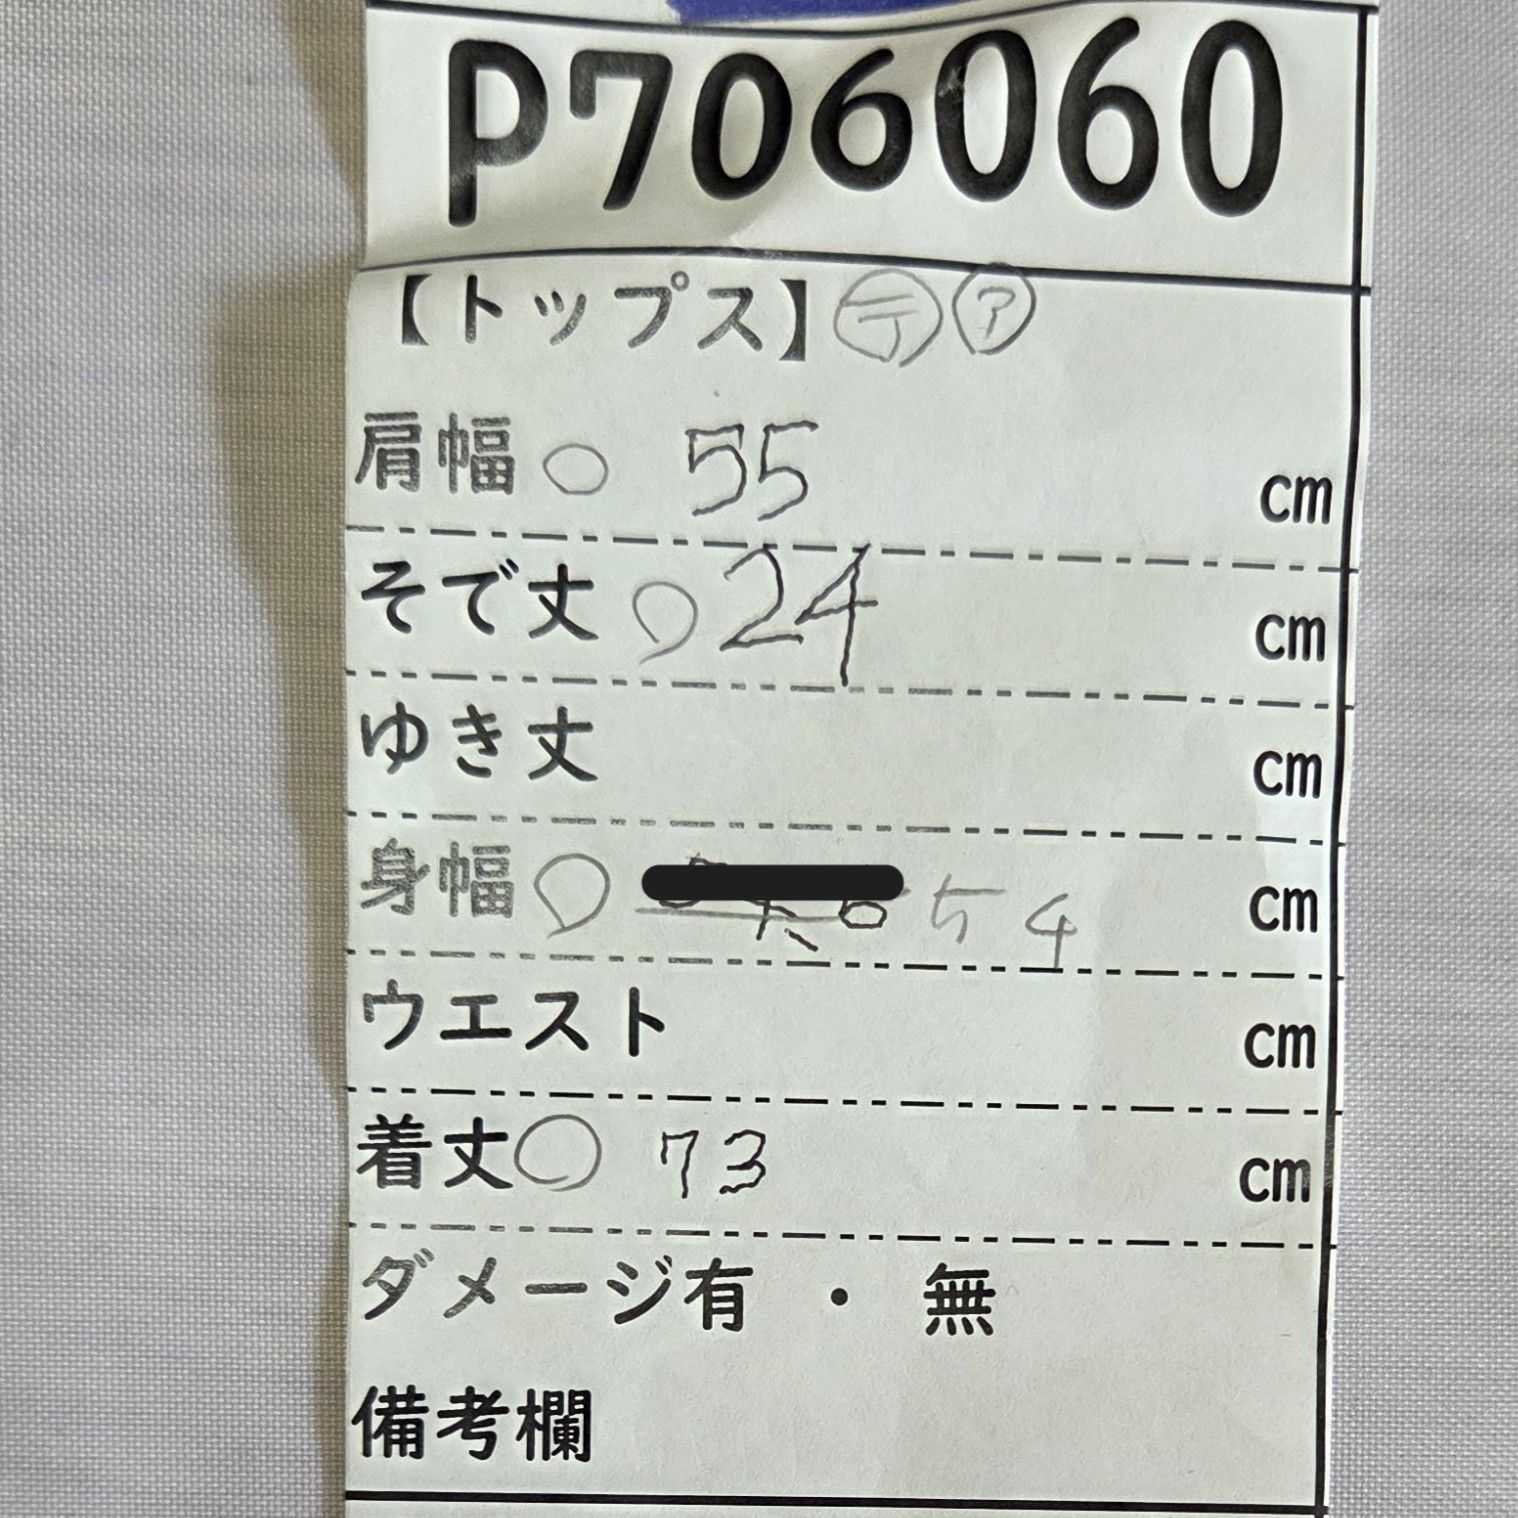 P706060
【トップス】テ ア
肩幅 ○ 55 cm
そで丈 ○ 24 cm
ゆき丈 cm
身幅 ○ 54 cm
ウエスト cm
着丈 ○ 73 cm
ダメージ有 ・ 無
備考欄